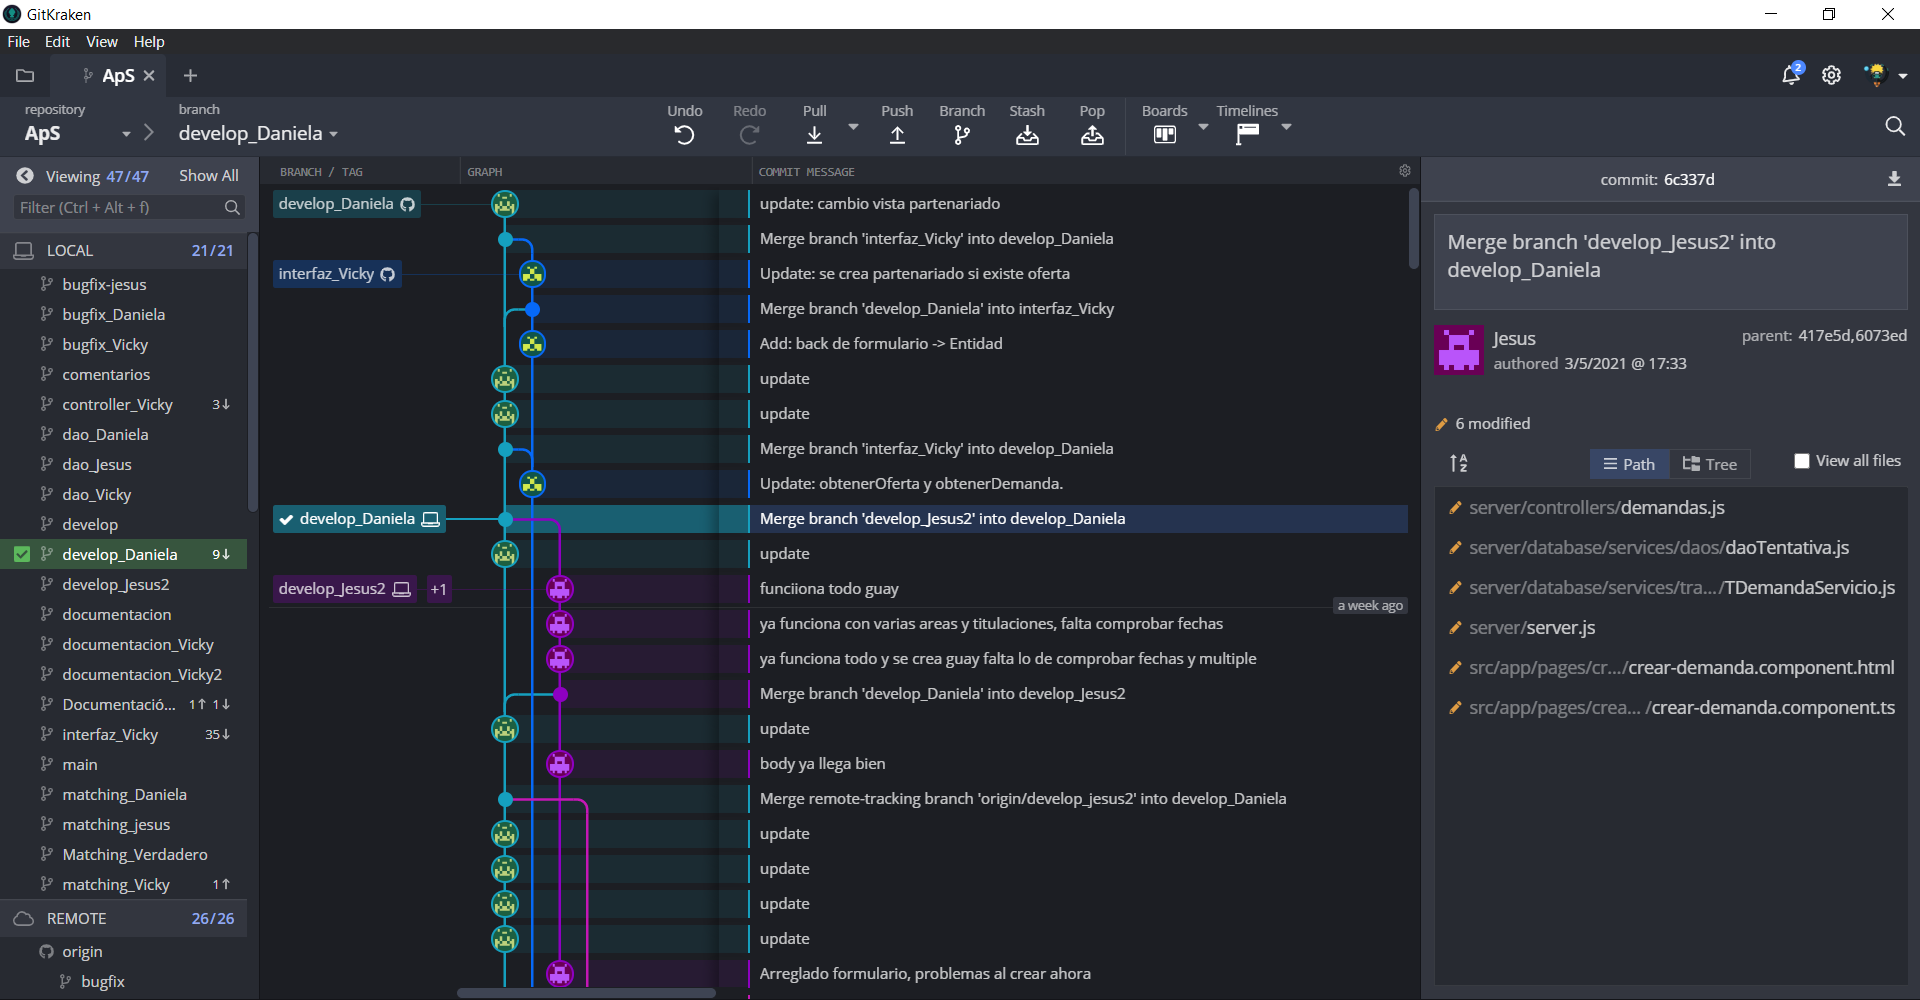 GitKraken
File Edit View Help
ApS
2
repository
ApS
branch
develop_Daniela
Undo
Redo
Pull
Push
Branch
Stash
Pop
Boards
Timelines
Viewing 47/47 Show All
Filter (Ctrl + Alt + f)
LOCAL 21/21
bugfix-jesus
bugfix_Daniela
bugfix_Vicky
comentarios
controller_Vicky 3↓
dao_Daniela
dao_Jesus
dao_Vicky
develop
develop_Daniela 9↓
develop_Jesus2
documentacion
documentacion_Vicky
documentacion_Vicky2
Documentació... 1↑ 1↓
interfaz_Vicky 35↓
main
matching_Daniela
matching_jesus
Matching_Verdadero
matching_Vicky 1↑
REMOTE 26/26
origin
bugfix
BRANCH / TAG GRAPH COMMIT MESSAGE
develop_Daniela update: cambio vista partenariado
Merge branch 'interfaz_Vicky' into develop_Daniela
interfaz_Vicky Update: se crea partenariado si existe oferta
Merge branch 'develop_Daniela' into interfaz_Vicky
Add: back de formulario -> Entidad
update
update
Merge branch 'interfaz_Vicky' into develop_Daniela
Update: obtenerOferta y obtenerDemanda.
develop_Daniela Merge branch 'develop_Jesus2' into develop_Daniela
update
develop_Jesus2 +1 funciiona todo guay
a week ago
ya funciona con varias areas y titulaciones, falta comprobar fechas
ya funciona todo y se crea guay falta lo de comprobar fechas y multiple
Merge branch 'develop_Daniela' into develop_Jesus2
update
body ya llega bien
Merge remote-tracking branch 'origin/develop_jesus2' into develop_Daniela
update
update
update
update
Arreglado formulario, problemas al crear ahora
commit: 6c337d
Merge branch 'develop_Jesus2' into
develop_Daniela
Jesus
authored 3/5/2021 @ 17:33
parent: 417e5d,6073ed
6 modified
Path Tree View all files
server/controllers/demandas.js
server/database/services/daos/daoTentativa.js
server/database/services/tra.../TDemandaServicio.js
server/server.js
src/app/pages/cr.../crear-demanda.component.html
src/app/pages/crea... /crear-demanda.component.ts